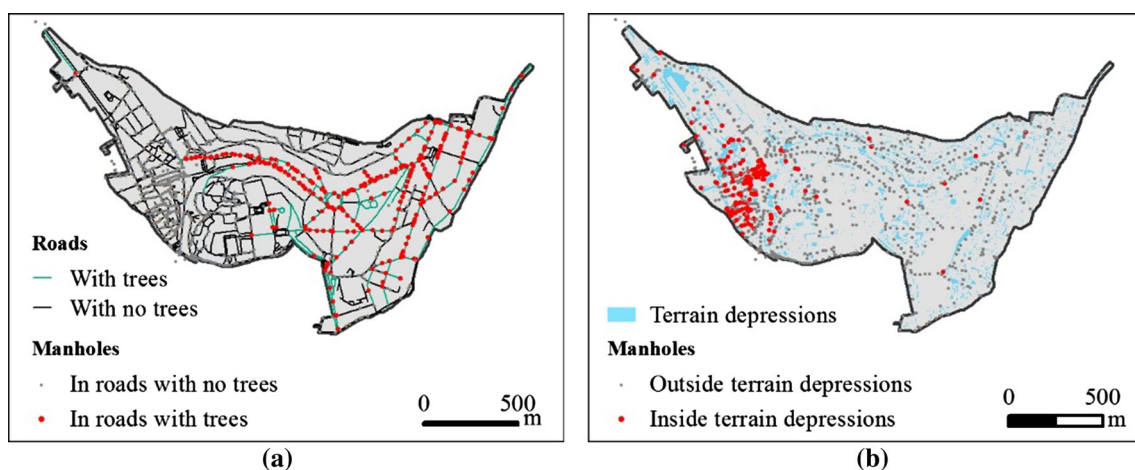 Roads
With trees
With no trees
Manholes
In roads with no trees
In roads with trees
0 500
m
(a)
Terrain depressions
Manholes
Outside terrain depressions
Inside terrain depressions
0 500
m
(b)